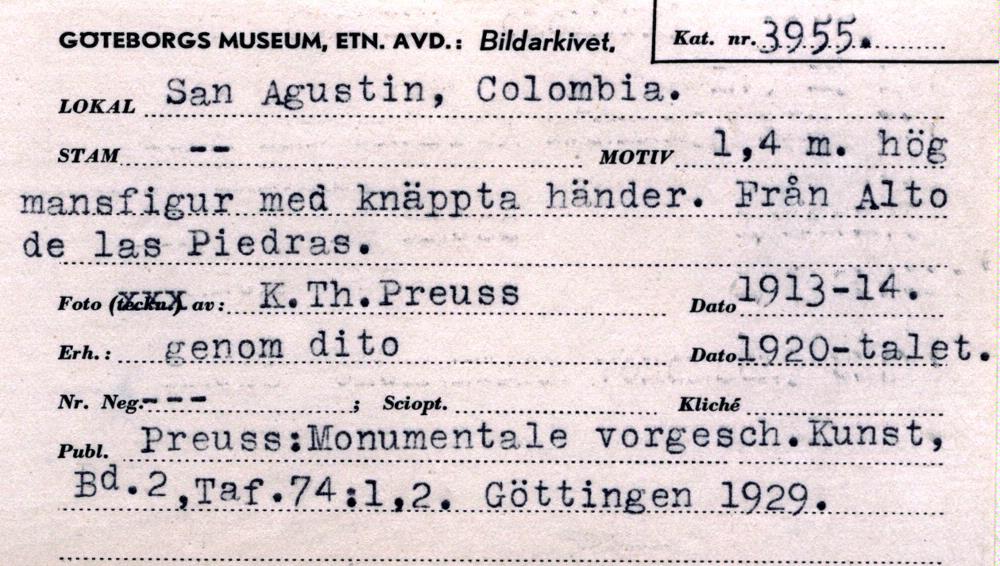 GÖTEBORGS MUSEUM, ETN. AVD.: Bildarkivet. Kat. nr. 3955.
LOKAL San Agustin, Colombia.
STAM -- MOTIV 1,4 m. hög
mansfigur med knäppta händer. Från Alto
de las Piedras.
Foto (teckn.) av: K.Th.Preuss Dato 1913-14.
Erh.: genom dito Dato 1920-talet.
Nr. Neg. --- ; Sciopt. Kliché
Publ. Preuss:Monumentale vorgesch.Kunst,
Bd.2,Taf.74:1,2. Göttingen 1929.